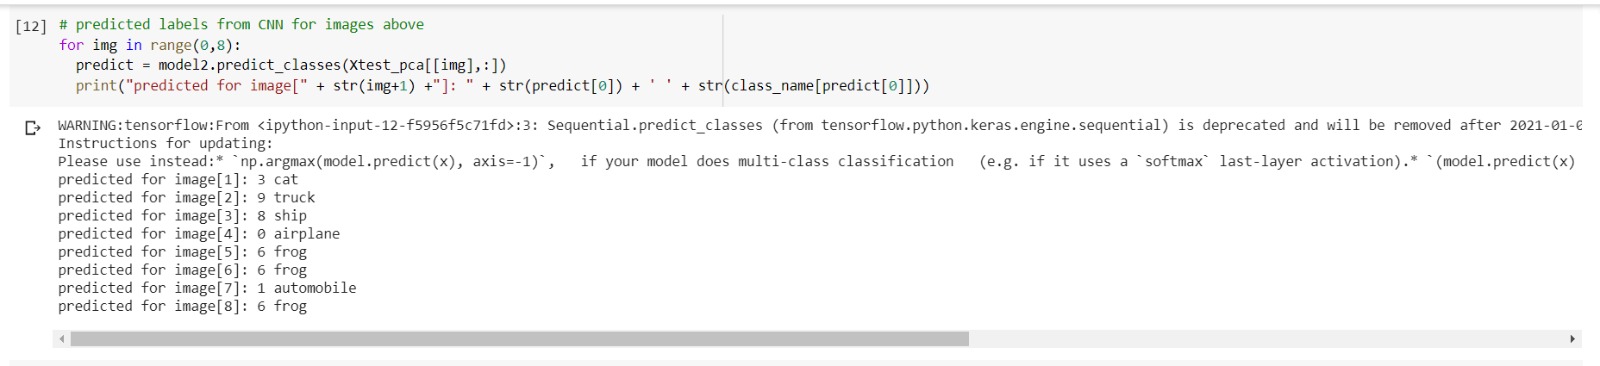 [12] # predicted labels from CNN for images above
for img in range(0,8):
  predict = model2.predict_classes(Xtest_pca[[img],:])
  print("predicted for image[" + str(img+1) +"]: " + str(predict[0]) + ' ' + str(class_name[predict[0]]))
WARNING:tensorflow:From <ipython-input-12-f5956f5c71fd>:3: Sequential.predict_classes (from tensorflow.python.keras.engine.sequential) is deprecated and will be removed after 2021-01-0
Instructions for updating:
Please use instead:* `np.argmax(model.predict(x), axis=-1)`,   if your model does multi-class classification   (e.g. if it uses a `softmax` last-layer activation).* `(model.predict(x)
predicted for image[1]: 3 cat
predicted for image[2]: 9 truck
predicted for image[3]: 8 ship
predicted for image[4]: 0 airplane
predicted for image[5]: 6 frog
predicted for image[6]: 6 frog
predicted for image[7]: 1 automobile
predicted for image[8]: 6 frog